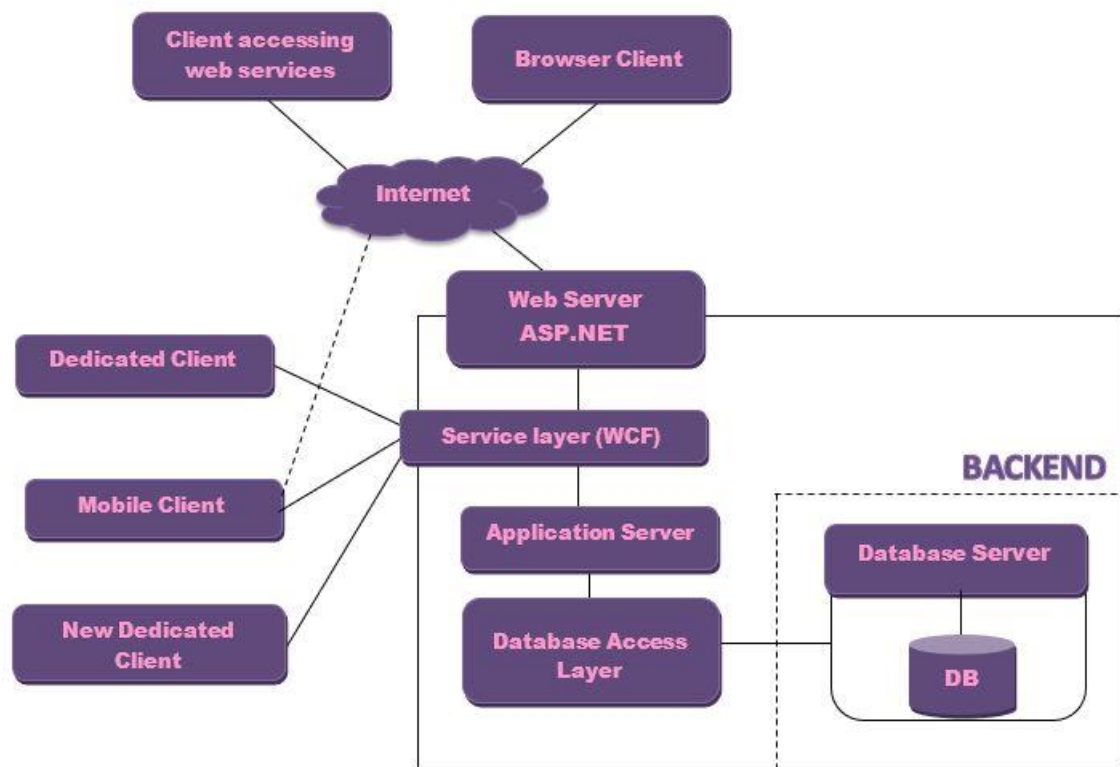 Client accessing
web services
Browser Client
Internet
Web Server
ASP.NET
Dedicated Client
Service layer (WCF)
BACKEND
Mobile Client
Application Server
Database Server
New Dedicated
Client
Database Access
Layer
DB